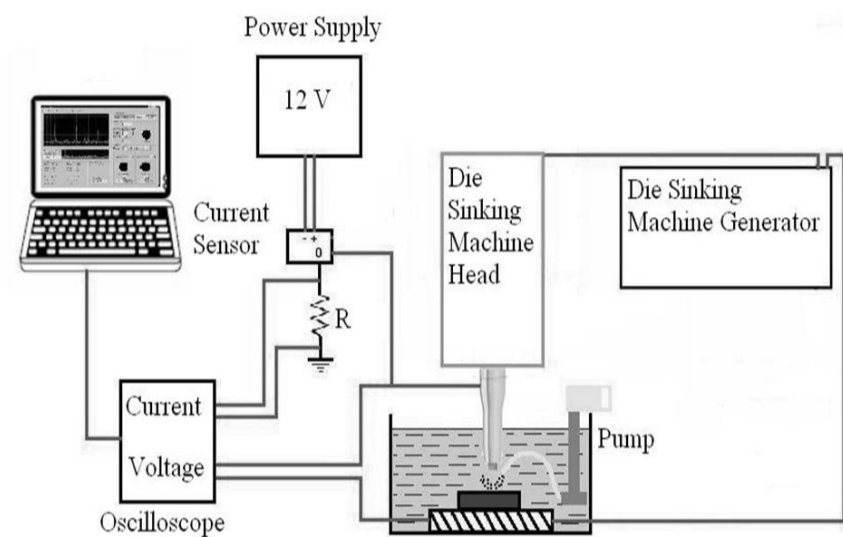 Power Supply
12 V
Current
Sensor
- +
0
R
Die
Sinking
Machine
Head
Die Sinking
Machine Generator
Current
Voltage
Oscilloscope
Pump